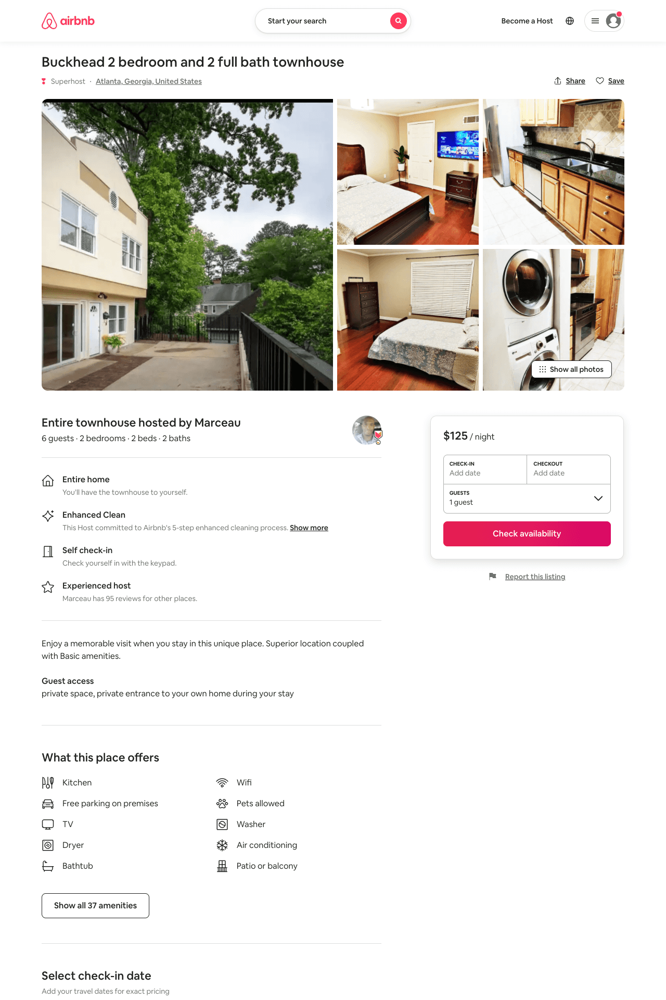 airbnb
Start your search
Become a Host
Buckhead 2 bedroom and 2 full bath townhouse
Superhost · Atlanta, Georgia, United States
Share
Save
Show all photos
Entire townhouse hosted by Marceau
6 guests · 2 bedrooms · 2 beds · 2 baths
Entire home
You'll have the townhouse to yourself.
Enhanced Clean
This Host committed to Airbnb's 5-step enhanced cleaning process. Show more
Self check-in
Check yourself in with the keypad.
Experienced host
Marceau has 95 reviews for other places.
$125 / night
CHECK-IN
Add date
CHECKOUT
Add date
GUESTS
1 guest
Check availability
Report this listing
Enjoy a memorable visit when you stay in this unique place. Superior location coupled
with Basic amenities.
Guest access
private space, private entrance to your own home during your stay
What this place offers
Kitchen
Wifi
Free parking on premises
Pets allowed
TV
Washer
Dryer
Air conditioning
Bathtub
Patio or balcony
Show all 37 amenities
Select check-in date
Add your travel dates for exact pricing